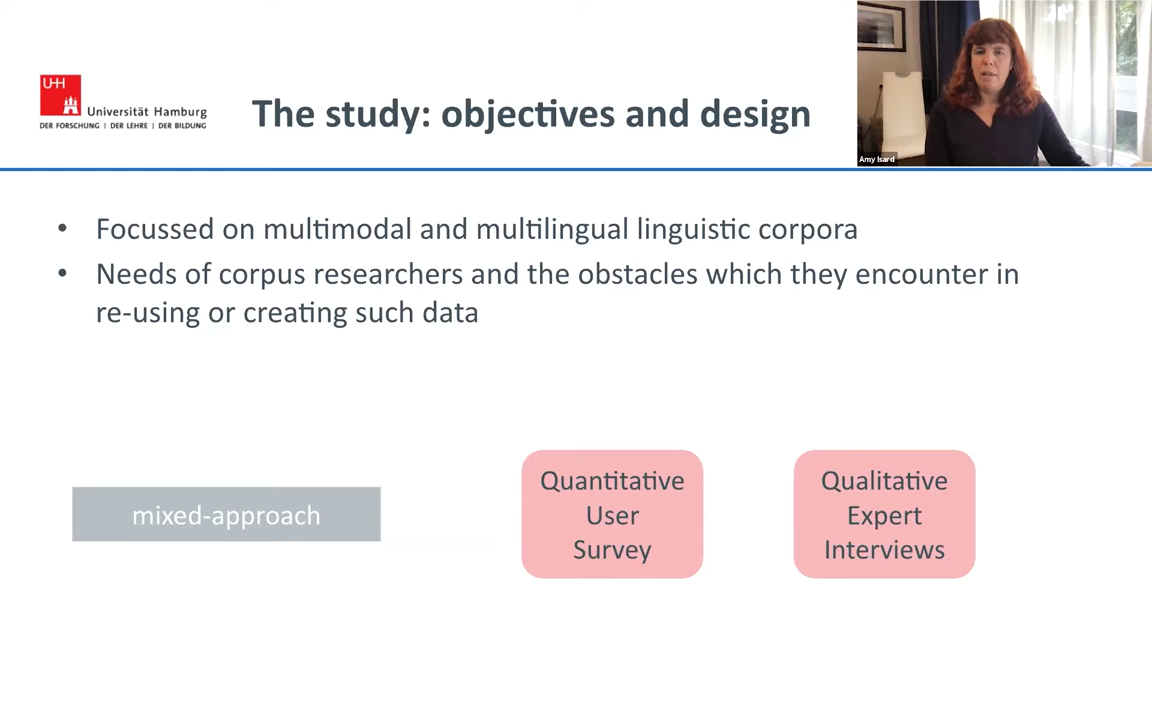 UHH
Universität Hamburg
DER FORSCHUNG | DER LEHRE | DER BILDUNG
The study: objectives and design
Amy Isard
• Focussed on multimodal and multilingual linguistic corpora
• Needs of corpus researchers and the obstacles which they encounter in
re-using or creating such data
mixed-approach
Quantitative
User
Survey
Qualitative
Expert
Interviews